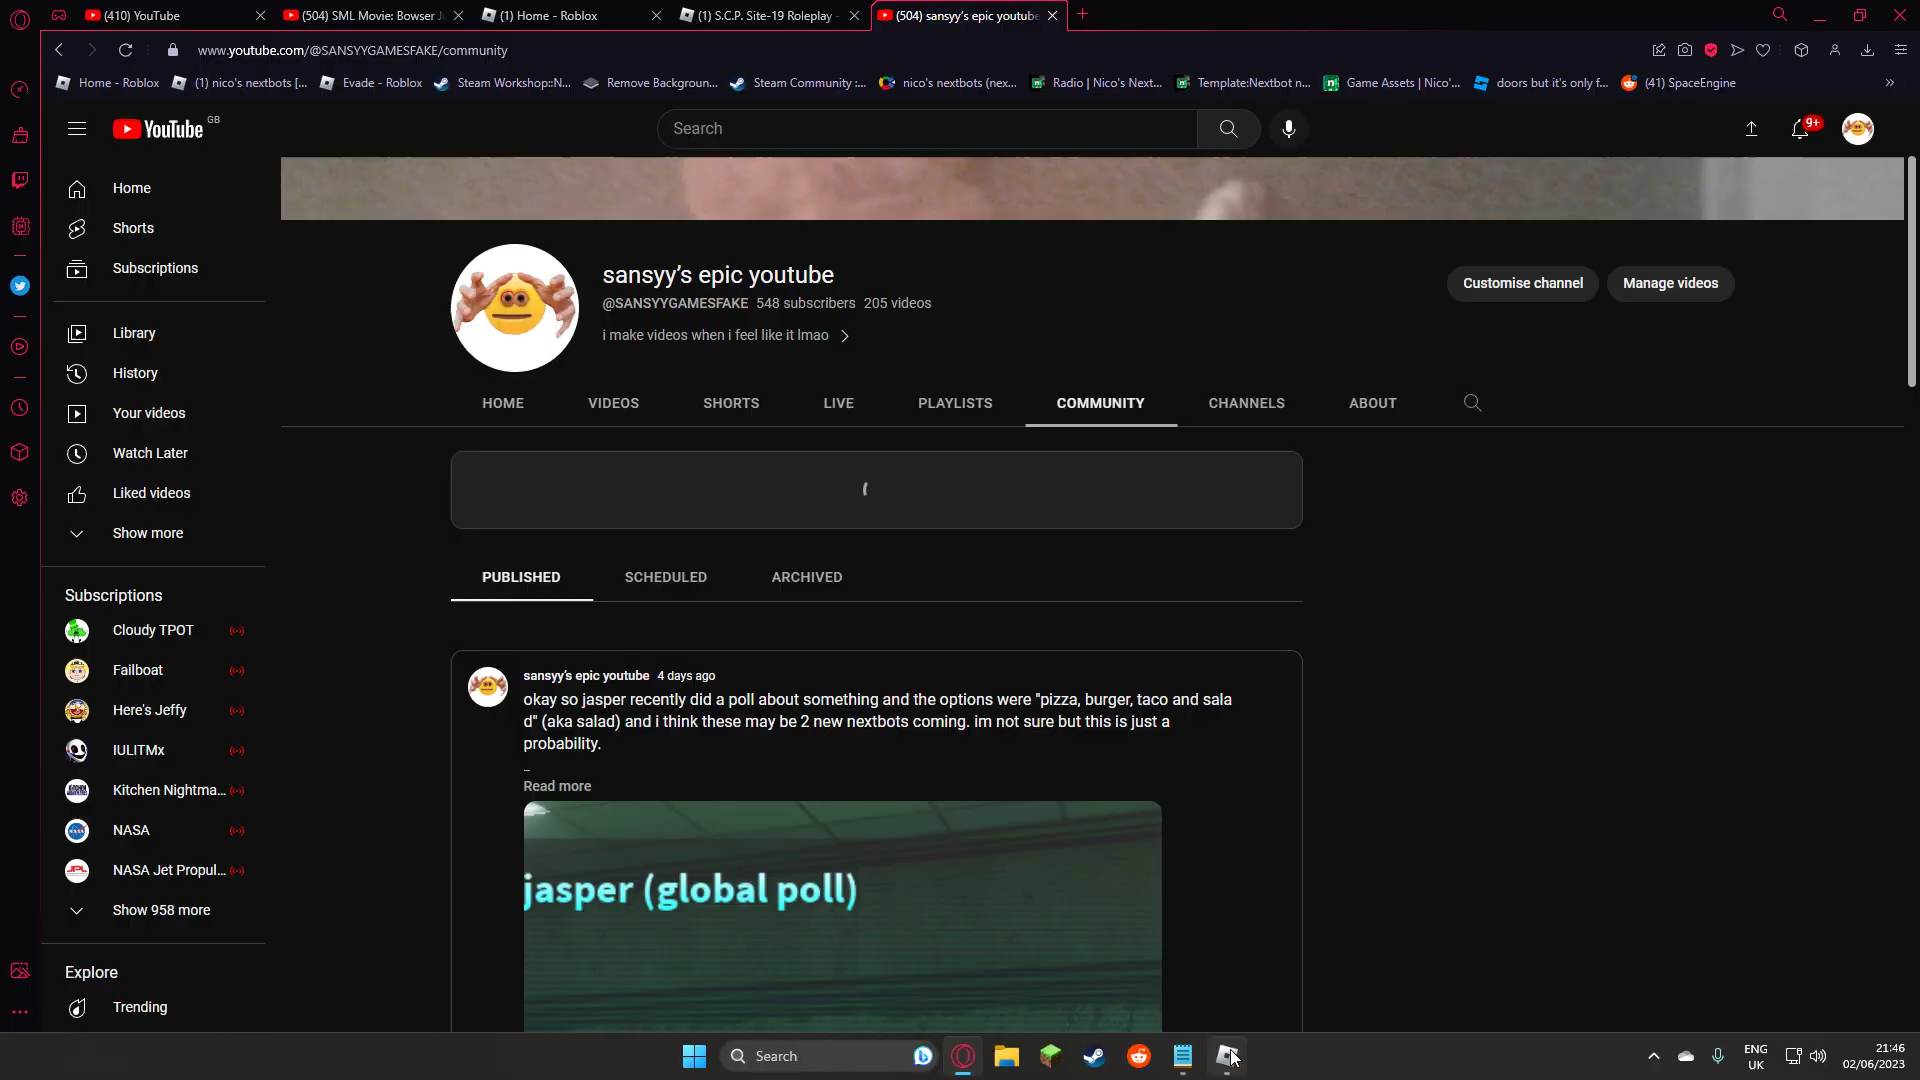 (410) YouTube
(504) SML Movie: Bowser J
(1) Home - Roblox
(1) S.C.P. Site-19 Roleplay -
(504) sansyy's epic youtube
www.youtube.com/@SANSYYGAMESFAKE/community
Home - Roblox
(1) nico's nextbots [...
Evade - Roblox
Steam Workshop::N...
Remove Backgroun...
Steam Community :...
nico's nextbots (nex...
Radio | Nico's Next...
Template:Nextbot n...
Game Assets | Nico'...
doors but it's only f...
(41) SpaceEngine
YouTube GB
Search
9+
Home
Shorts
Subscriptions
Library
History
Your videos
Watch Later
Liked videos
Show more
Subscriptions
Cloudy TPOT
Failboat
Here's Jeffy
IULITMx
Kitchen Nightma...
NASA
NASA Jet Propul...
Show 958 more
Explore
Trending
sansyy’s epic youtube
@SANSYYGAMESFAKE 548 subscribers 205 videos
i make videos when i feel like it lmao
Customise channel
Manage videos
HOME
VIDEOS
SHORTS
LIVE
PLAYLISTS
COMMUNITY
CHANNELS
ABOUT
PUBLISHED
SCHEDULED
ARCHIVED
sansyy’s epic youtube 4 days ago
okay so jasper recently did a poll about something and the options were "pizza, burger, taco and sala
d" (aka salad) and i think these may be 2 new nextbots coming. im not sure but this is just a
probability.
_
Read more
jasper (global poll)
Search
ENG
UK
21:46
02/06/2023